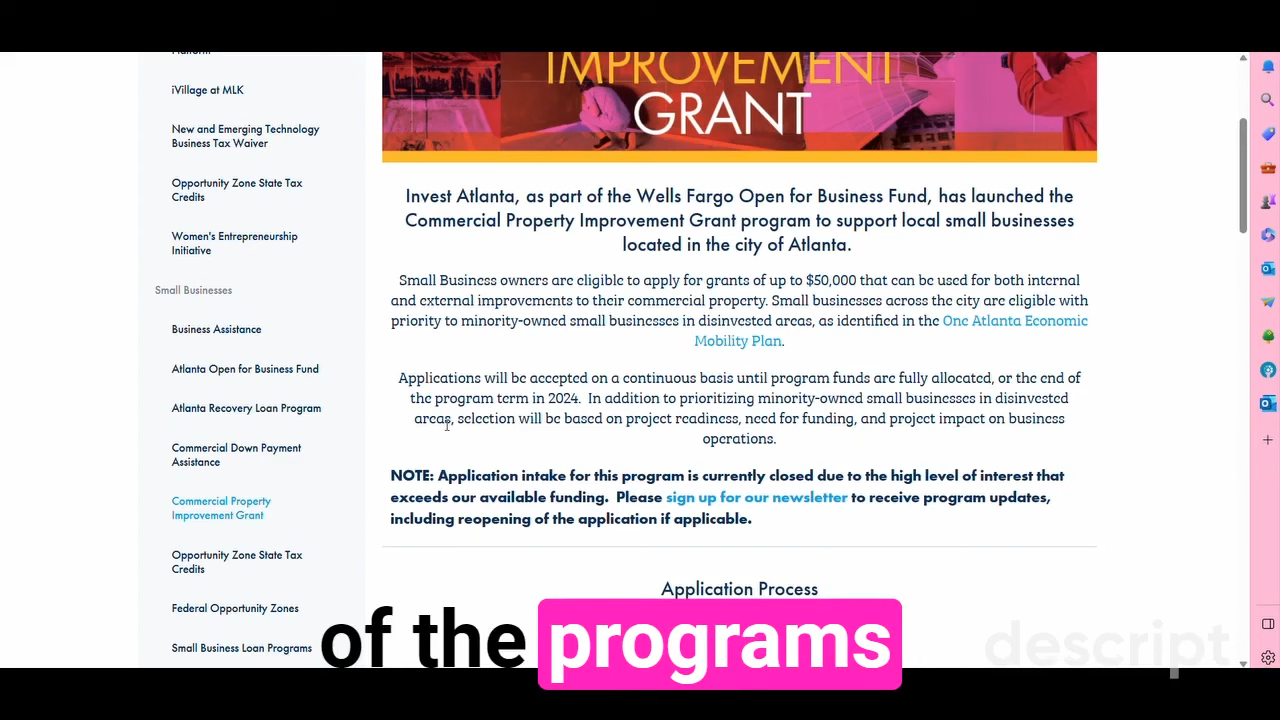 Platform
iVillage at MLK
New and Emerging Technology
Business Tax Waiver
Opportunity Zone State Tax
Credits
Women's Entrepreneurship
Initiative
Small Businesses
Business Assistance
Atlanta Open for Business Fund
Atlanta Recovery Loan Program
Commercial Down Payment
Assistance
Commercial Property
Improvement Grant
Opportunity Zone State Tax
Credits
Federal Opportunity Zones
Small Business Loan Programs
IMPROVEMENT
GRANT
Invest Atlanta, as part of the Wells Fargo Open for Business Fund, has launched the
Commercial Property Improvement Grant program to support local small businesses
located in the city of Atlanta.
Small Business owners are eligible to apply for grants of up to $50,000 that can be used for both internal
and external improvements to their commercial property. Small businesses across the city are eligible with
priority to minority-owned small businesses in disinvested areas, as identified in the One Atlanta Economic
Mobility Plan.
Applications will be accepted on a continuous basis until program funds are fully allocated, or the end of
the program term in 2024. In addition to prioritizing minority-owned small businesses in disinvested
areas, selection will be based on project readiness, need for funding, and project impact on business
operations.
NOTE: Application intake for this program is currently closed due to the high level of interest that
exceeds our available funding. Please sign up for our newsletter to receive program updates,
including reopening of the application if applicable.
Application Process
of the programs
descript